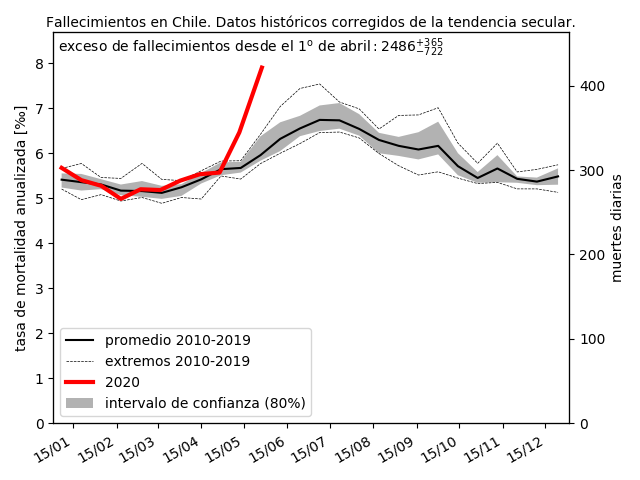 Fallecimientos en Chile. Datos históricos corregidos de la tendencia secular.
exceso de fallecimientos desde el 1º de abril: 2486 +365 −722
tasa de mortalidad anualizada [‰]
8
7
6
5
4
3
2
1
0
400
300
200
100
0
muertes diarias
promedio 2010-2019
extremos 2010-2019
2020
intervalo de confianza (80%)
15/01 15/02 15/03 15/04 15/05 15/06 15/07 15/08 15/09 15/10 15/11 15/12